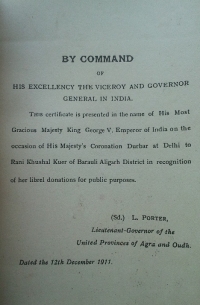 BY COMMAND
OF
HIS EXCELLENCY THE VICEROY AND GOVERNOR
GENERAL IN INDIA.
THIS certificate is presented in the name of His Most
Gracious Majesty King George V. Emperor of India on the
occasion of His Majesty's Coronation Durbar at Delhi to
Rani Khushal Kuer of Barauli Aligarh District in recognition
of her liberl donations for public purposes.
(Sd.) L. PORTER,
Lieutenant-Governor of the
United Provinces of Agra and Oudh.
Dated the 12th December 1911.